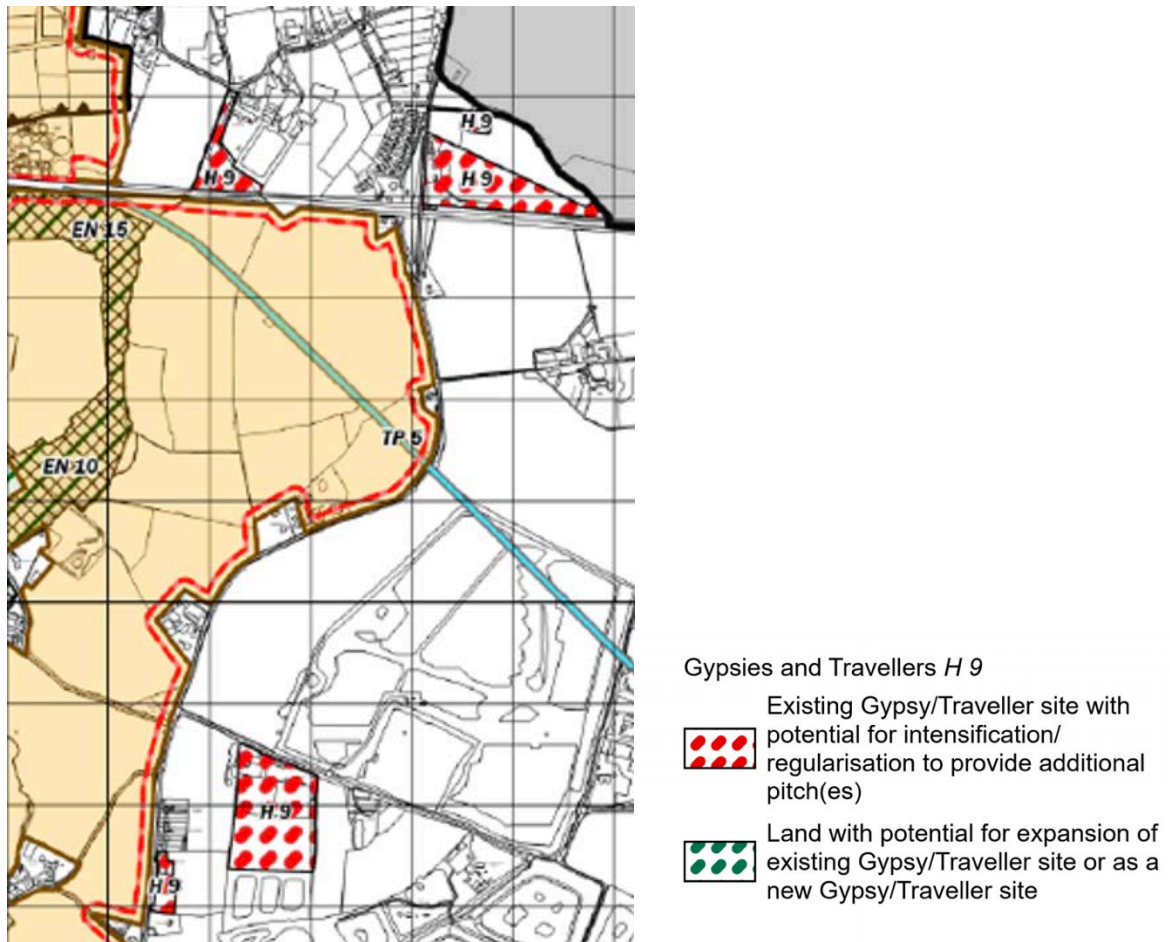 H 9
H 9
H 9
EN 15
TP 5
EN 10
H 9
H 9
Gypsies and Travellers H 9
Existing Gypsy/Traveller site with
potential for intensification/
regularisation to provide additional
pitch(es)
Land with potential for expansion of
existing Gypsy/Traveller site or as a
new Gypsy/Traveller site